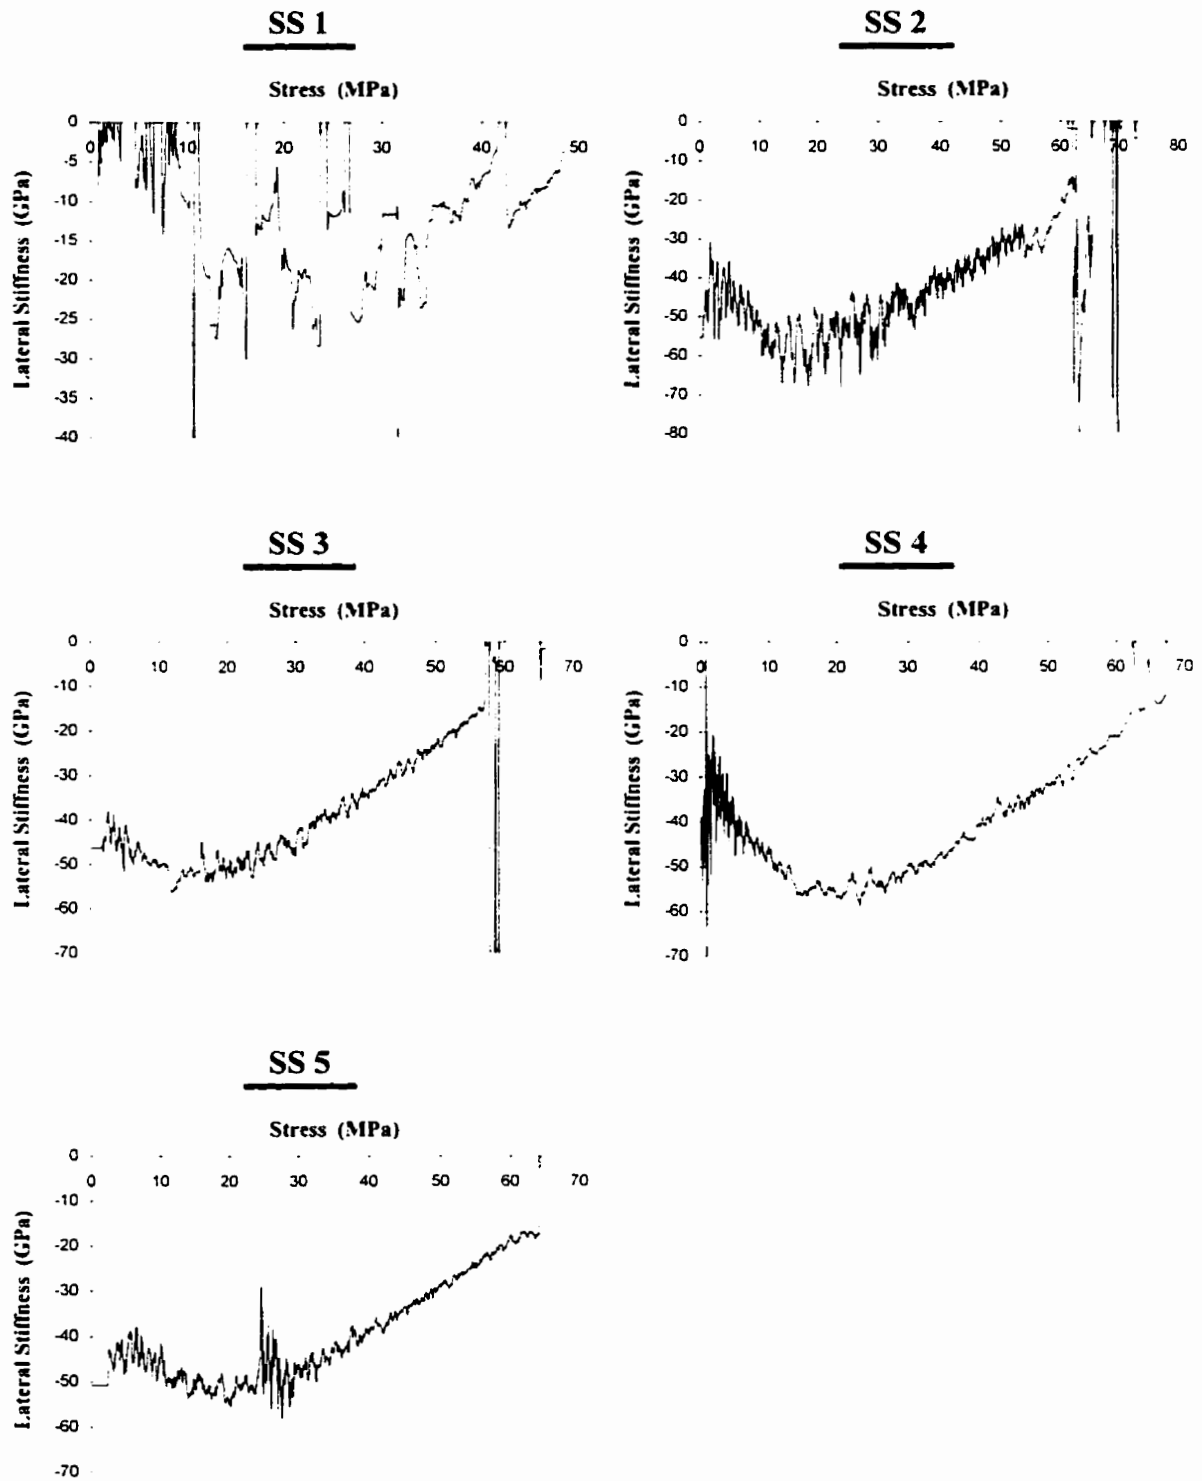 SS 1
Stress (MPa)
Lateral Stiffness (GPa)
0
-5
-10
-15
-20
-25
-30
-35
-40
0 10 20 30 40 50
SS 2
Stress (MPa)
Lateral Stiffness (GPa)
-0
-10
-20
-30
-40
-50
-60
-70
-80
0 10 20 30 40 50 60 70 80
SS 3
Stress (MPa)
Lateral Stiffness (GPa)
0
-10
-20
-30
-40
-50
-60
-70
0 10 20 30 40 50 60 70
SS 4
Stress (MPa)
Lateral Stiffness (GPa)
0
-10
-20
-30
-40
-50
-60
-70
0 10 20 30 40 50 60 70
SS 5
Stress (MPa)
Lateral Stiffness (GPa)
0
-10
-20
-30
-40
-50
-60
-70
0 10 20 30 40 50 60 70